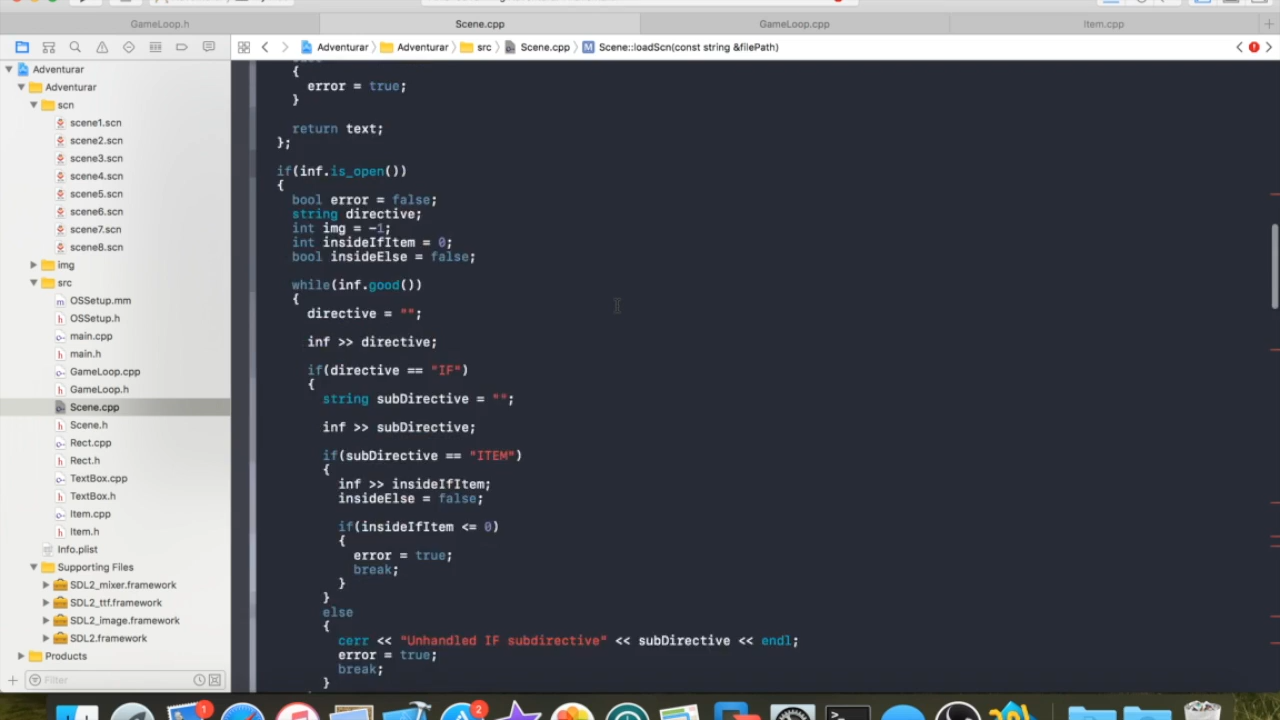 GameLoop.h
Scene.cpp
GameLoop.cpp
Item.cpp
Adventurar
Adventurar
src
Scene.cpp
M
Scene::loadScn(const string &filePath)
Adventurar
Adventurar
scn
scene1.scn
scene2.scn
scene3.scn
scene4.scn
scene5.scn
scene6.scn
scene7.scn
scene8.scn
img
src
OSSetup.mm
OSSetup.h
main.cpp
main.h
GameLoop.cpp
GameLoop.h
Scene.cpp
Scene.h
Rect.cpp
Rect.h
TextBox.cpp
TextBox.h
Item.cpp
Item.h
Info.plist
Supporting Files
SDL2_mixer.framework
SDL2_ttf.framework
SDL2_image.framework
SDL2.framework
Products
Filter
{
error = true;
}
return text;
};
if(inf.is_open())
{
bool error = false;
string directive;
int img = -1;
int insideIfItem = 0;
bool insideElse = false;
while(inf.good())
{
directive = "";
inf >> directive;
if(directive == "IF")
{
string subDirective = "";
inf >> subDirective;
if(subDirective == "ITEM")
{
inf >> insideIfItem;
insideElse = false;
if(insideIfItem <= 0)
{
error = true;
break;
}
}
else
{
cerr << "Unhandled IF subdirective" << subDirective << endl;
error = true;
break;
}
1
2